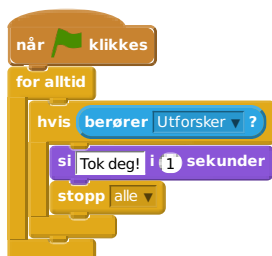 når klikkes
for alltid
hvis berører Utforsker ?
si Tok deg! i 1 sekunder
stopp alle